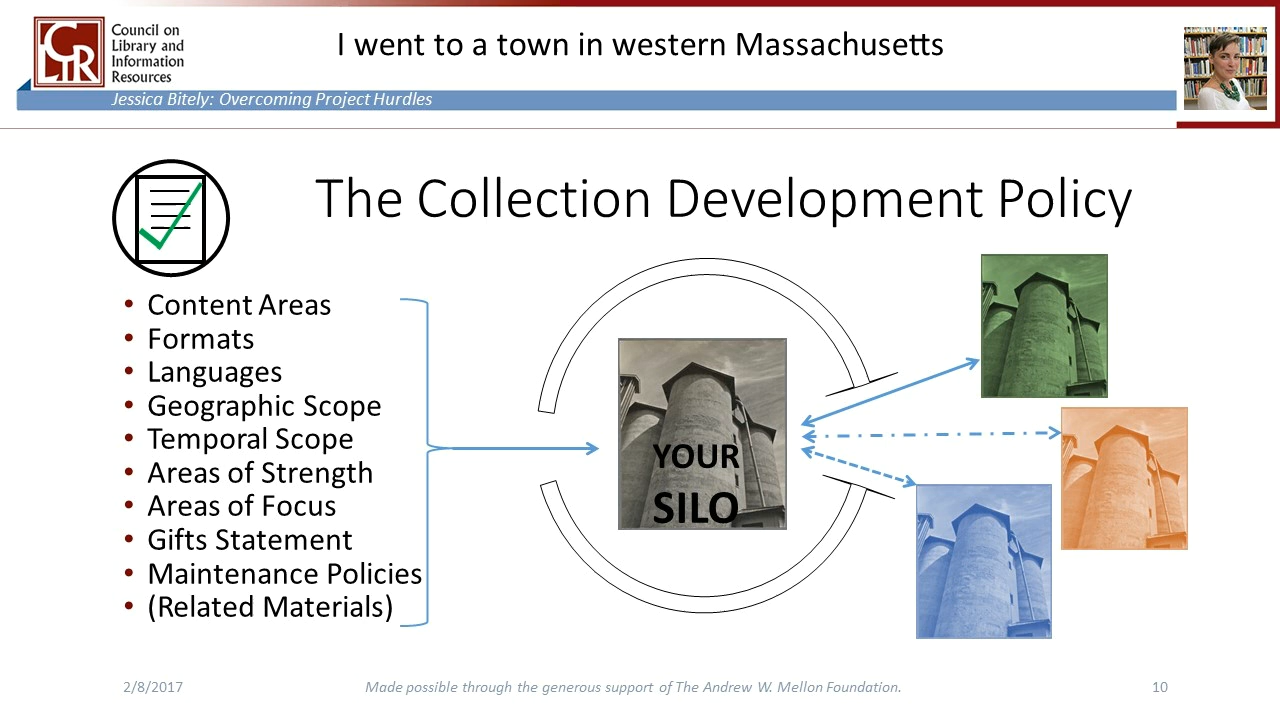 CLIR
Council on
Library and
Information
Resources
I went to a town in western Massachusetts
Jessica Bitely: Overcoming Project Hurdles
The Collection Development Policy
• Content Areas
• Formats
• Languages
• Geographic Scope
• Temporal Scope
• Areas of Strength
• Areas of Focus
• Gifts Statement
• Maintenance Policies
• (Related Materials)
YOUR
SILO
2/8/2017
Made possible through the generous support of The Andrew W. Mellon Foundation.
10